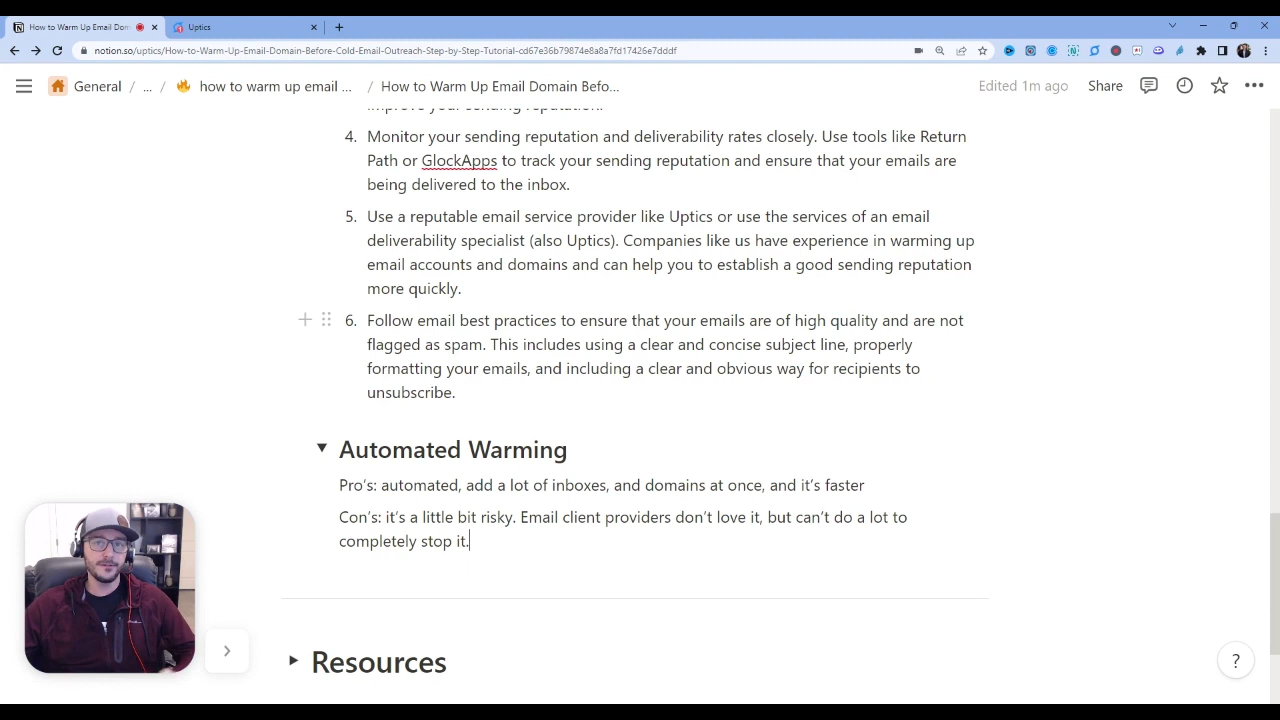 How to Warm Up Email Dom
Uptics
notion.so/uptics/How-to-Warm-Up-Email-Domain-Before-Cold-Email-Outreach-Step-by-Step-Tutorial-cd67e36b79874e8a8a7fd17426e7dddf
General / ... / 🔥 how to warm up email ... / How to Warm Up Email Domain Befo... Edited 1m ago Share
improve your sending reputation.
4. Monitor your sending reputation and deliverability rates closely. Use tools like Return
Path or GlockApps to track your sending reputation and ensure that your emails are
being delivered to the inbox.
5. Use a reputable email service provider like Uptics or use the services of an email
deliverability specialist (also Uptics). Companies like us have experience in warming up
email accounts and domains and can help you to establish a good sending reputation
more quickly.
6. Follow email best practices to ensure that your emails are of high quality and are not
flagged as spam. This includes using a clear and concise subject line, properly
formatting your emails, and including a clear and obvious way for recipients to
unsubscribe.
Automated Warming
Pro's: automated, add a lot of inboxes, and domains at once, and it's faster
Con's: it's a little bit risky. Email client providers don't love it, but can't do a lot to
completely stop it.
Resources
?